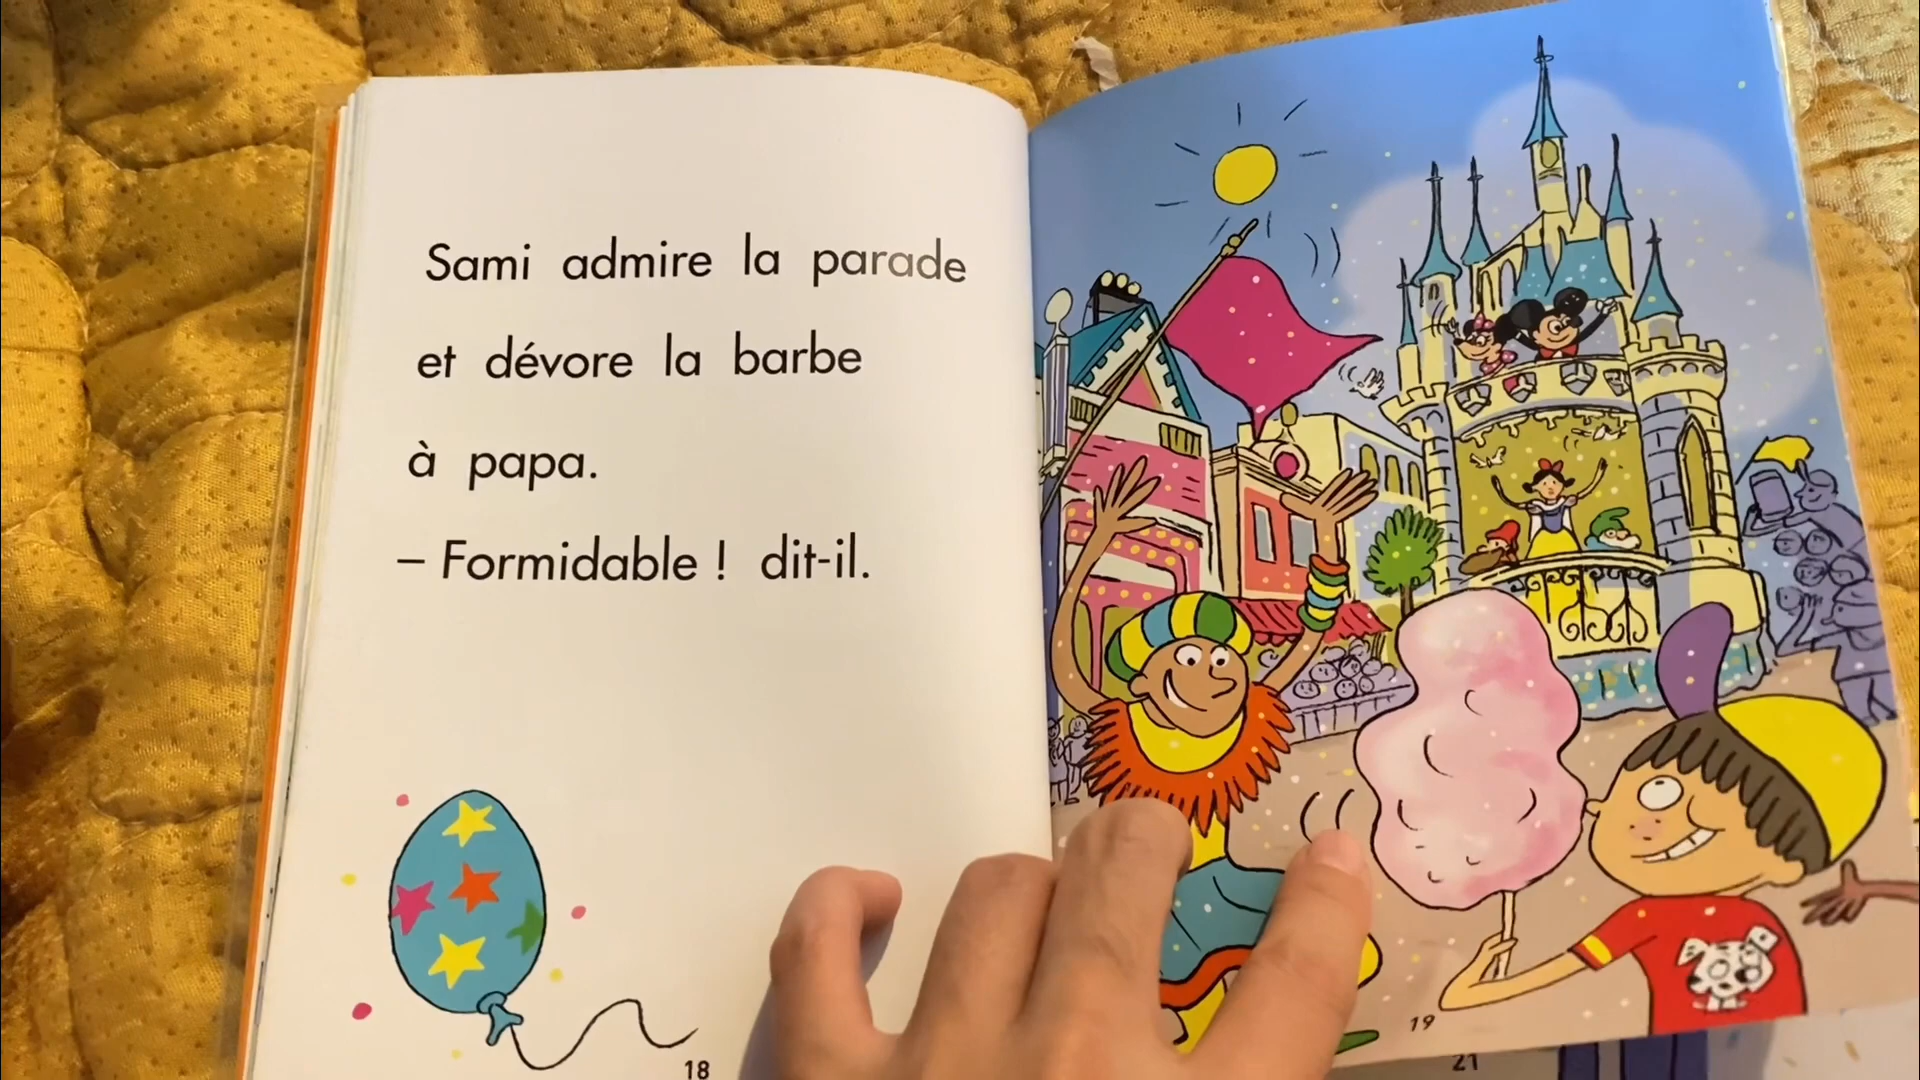 Sami admire la parade
et dévore la barbe
à papa.
– Formidable ! dit-il.
18
19
21